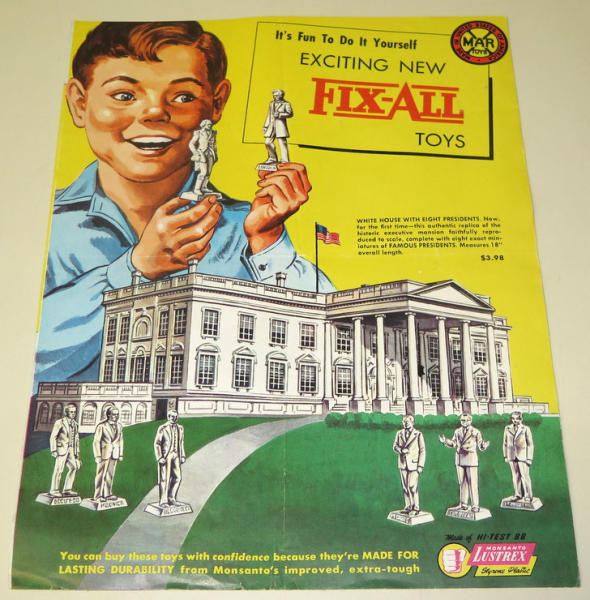 It's Fun To Do It Yourself
EXCITING NEW
FIX-ALL
TOYS
UNITED STATES OF AMERICA
MAR
TOYS
WHITE HOUSE WITH EIGHT PRESIDENTS. Now,
for the first time—this authentic replica of the
historic executive mansion faithfully repro-
duced to scale, complete with eight exact min-
iatures of FAMOUS PRESIDENTS. Measures 18"
overall length.
$3.98
Made of HI-TEST 88
MONSANTO
LUSTREX
Styrene Plastic
You can buy these toys with confidence because they're MADE FOR
LASTING DURABILITY from Monsanto's improved, extra-tough